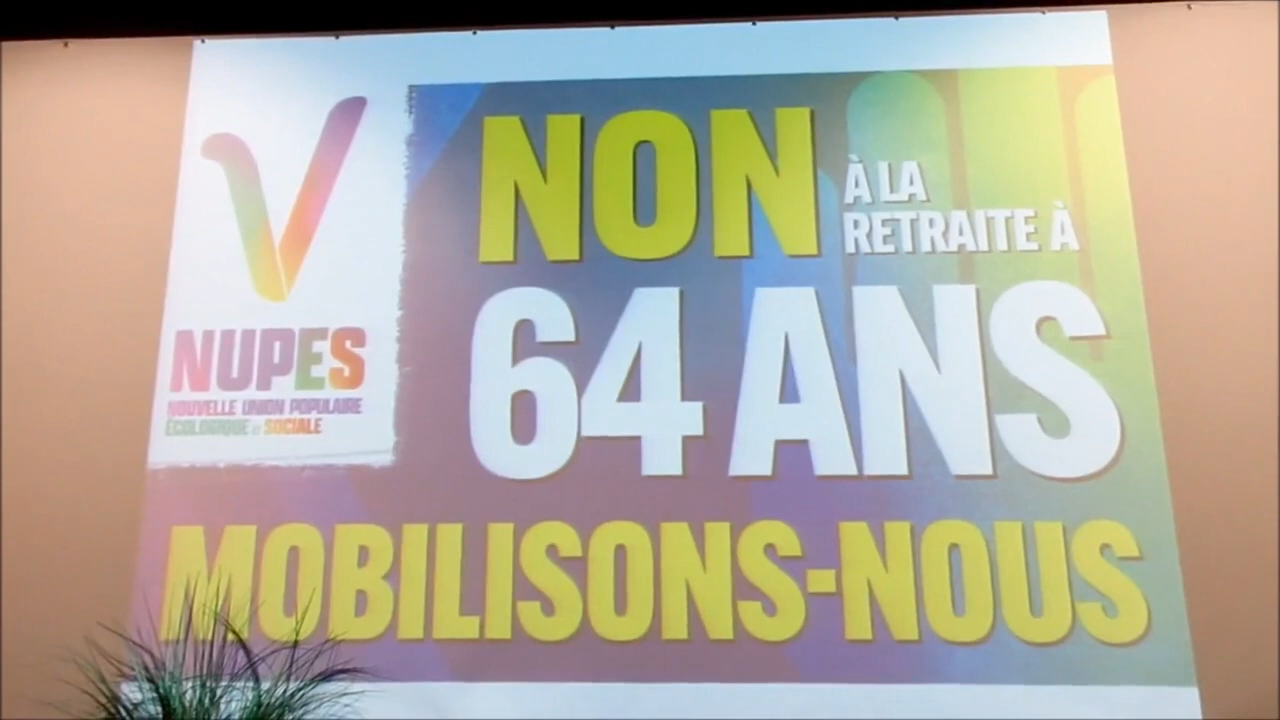 NUPES
NOUVELLE UNION POPULAIRE
ÉCOLOGIQUE ET SOCIALE
NON
À LA
RETRAITE À
64 ANS
MOBILISONS-NOUS